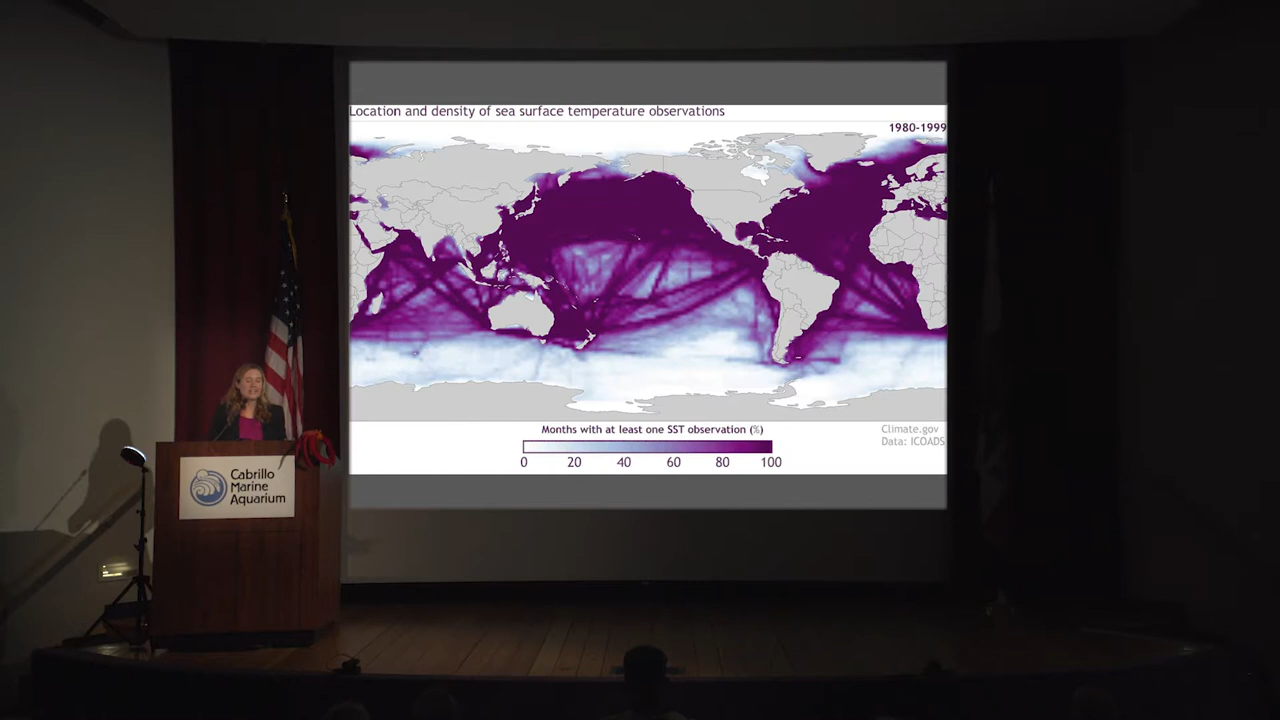 Location and density of sea surface temperature observations
1980-1999
Months with at least one SST observation (%)
0 20 40 60 80 100
Climate.gov
Data: ICOADS
Cabrillo
Marine
Aquarium